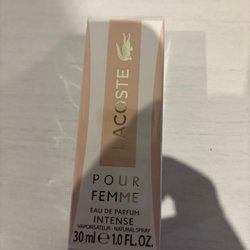 LACOSTE
POUR
FEMME
EAU DE PARFUM
INTENSE
VAPORISATEUR - NATURAL SPRAY
30 ml e 1.0 FL. OZ.